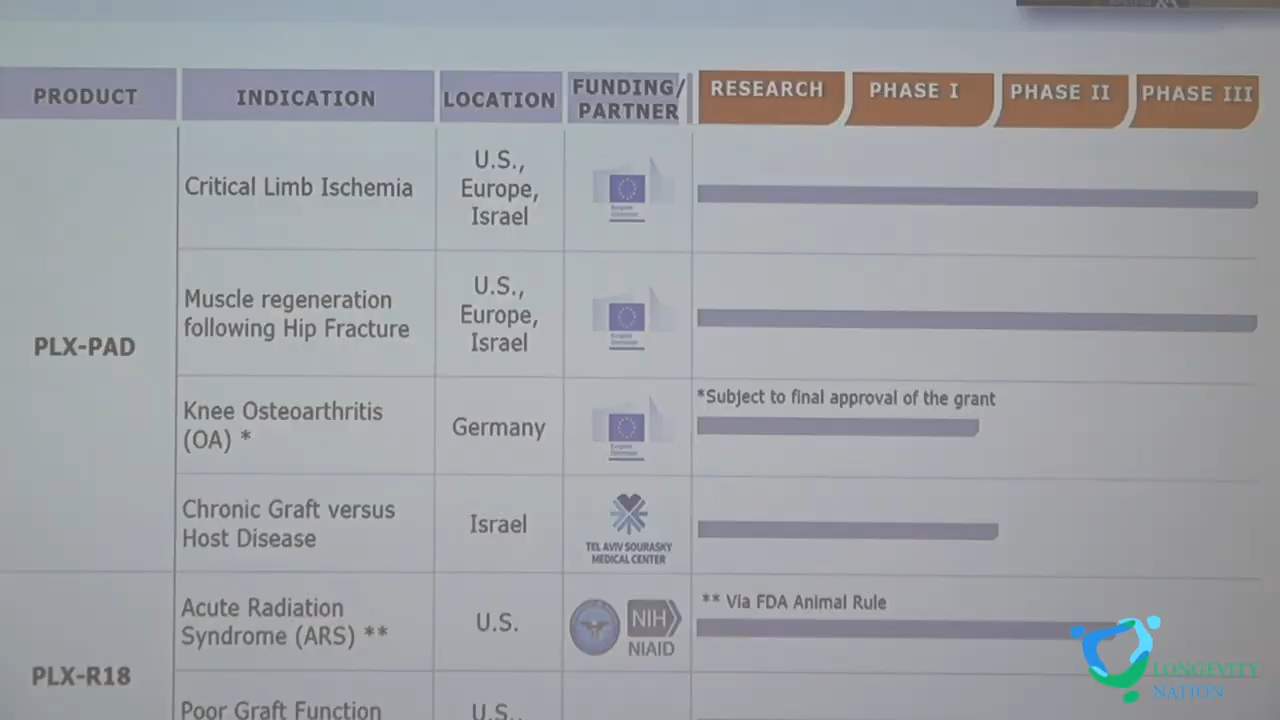 PRODUCT
INDICATION
LOCATION
FUNDING/
PARTNER
RESEARCH
PHASE I
PHASE II
PHASE III
PLX-PAD
Critical Limb Ischemia
U.S.,
Europe,
Israel
Muscle regeneration
following Hip Fracture
U.S.,
Europe,
Israel
Knee Osteoarthritis
(OA) *
Germany
*Subject to final approval of the grant
Chronic Graft versus
Host Disease
Israel
TEL AVIV SOURASKY
MEDICAL CENTER
PLX-R18
Acute Radiation
Syndrome (ARS) **
U.S.
NIH
NIAID
** Via FDA Animal Rule
Poor Graft Function
U.S.,
LONGEVITY
NATION